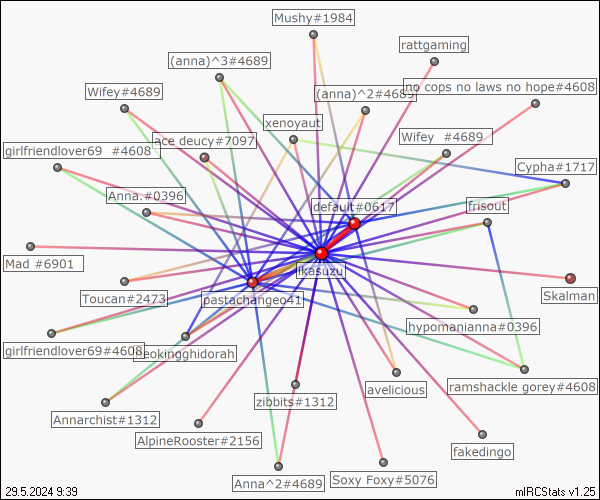 Mushy#1984
rattgaming
(anna)^3#4689
no cops no laws no hope#4608
Wifey#4689
(anna)^2#4689
xenoyaut
ace deucy#7097
Wifey #4689
girlfriendlover69 #4608
Cypha#1717
Anna.#0396
default#0617
frisout
Mad #6901
ikasuzu
Skalman
Toucan#2473
pastachangeo41
hypomanianna#0396
girlfriendlover69#4608
neokingghidorah
avelicious
ramshackle gorey#4608
zibbits#1312
Annarchist#1312
AlpineRooster#2156
fakedingo
Anna^2#4689
Soxy Foxy#5076
29.5.2024 9:39
mIRCStats v1.25